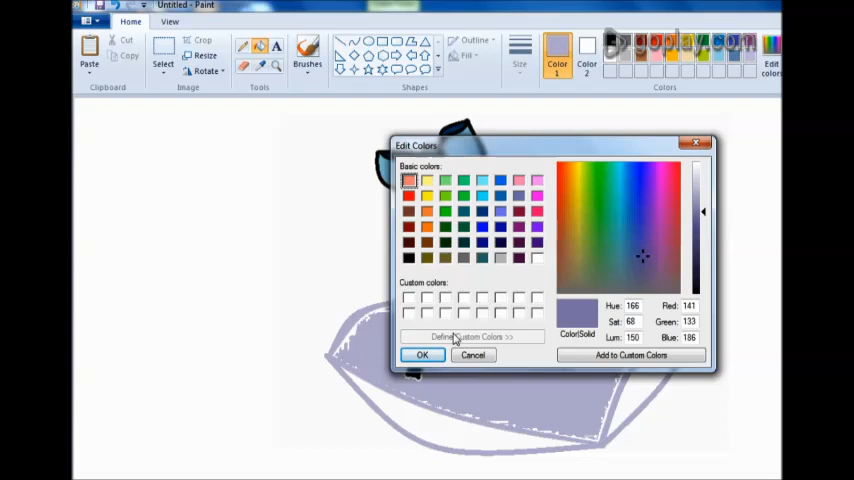 Untitled - Paint
Home
View
Cut
Copy
Paste
Clipboard
Crop
Resize
Rotate
Select
Image
A
Tools
Brushes
Outline
Fill
Shapes
Size
Color
1
Color
2
Edit
colors
Colors
goplay.com
Edit Colors
Basic colors:
Custom colors:
Define Custom Colors >>
OK
Cancel
Color|Solid
Hue: 166
Sat: 68
Lum: 150
Red: 141
Green: 133
Blue: 186
Add to Custom Colors